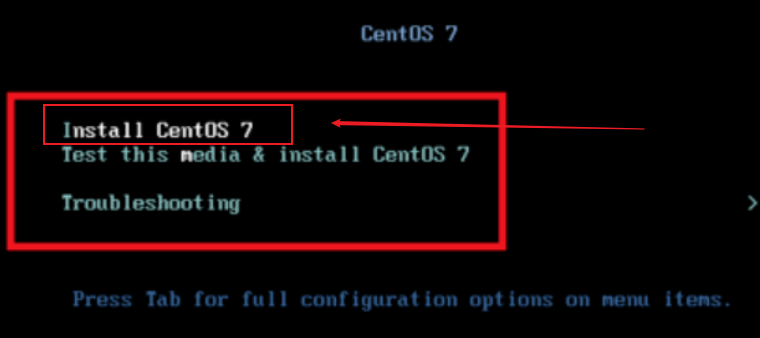 CentOS 7
Install CentOS 7
Test this media & install CentOS 7
Troubleshooting >
Press Tab for full configuration options on menu items.